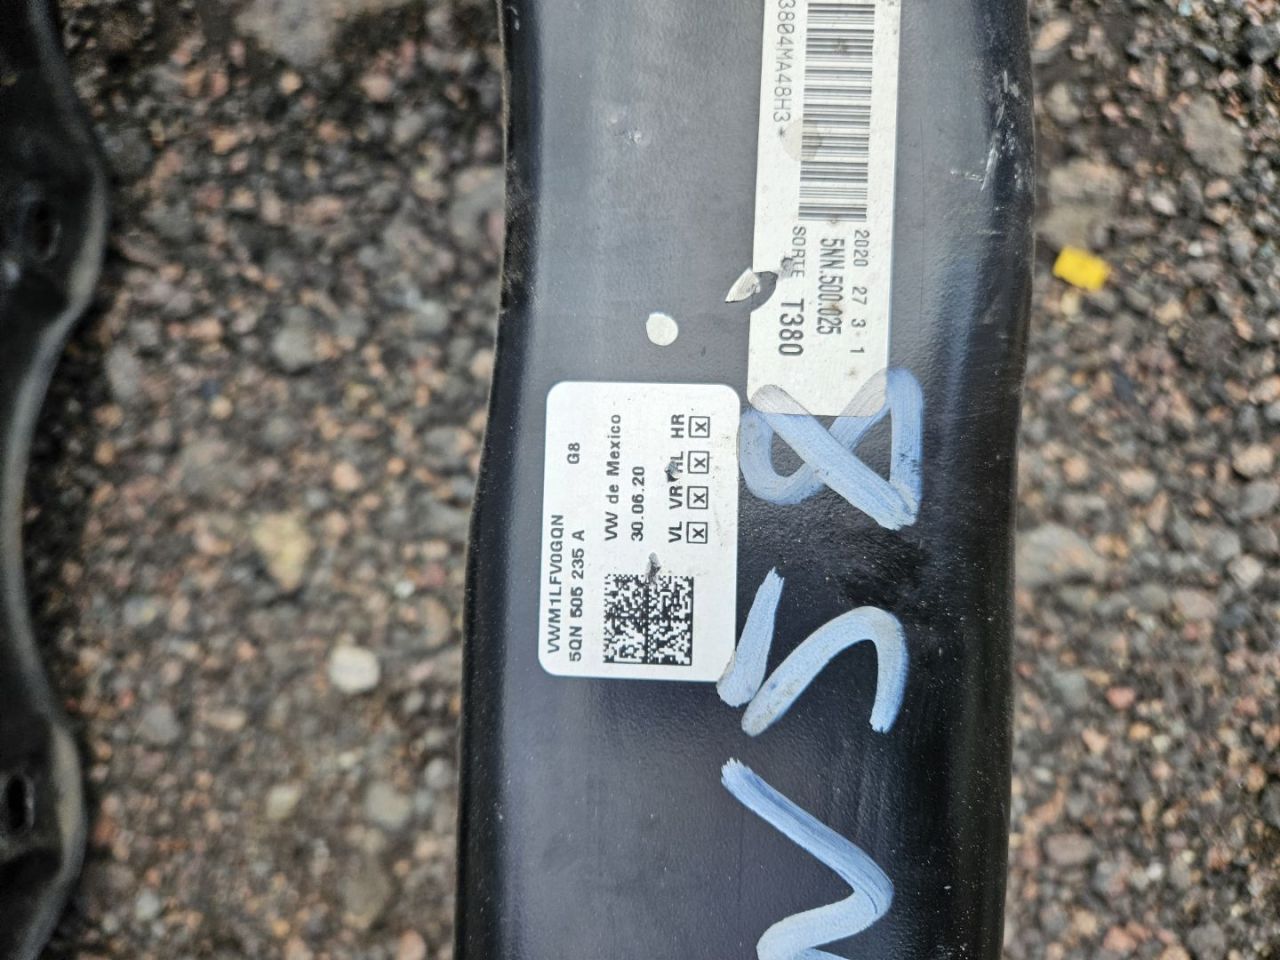 3804MA48H3*
2020 27 3 1
5NN.500.025
SORTE T380
VWM1LFV0GQN
5QN 505 235 A G8
VW de Mexico
30.06.20
VL VR HL HR
X X X X